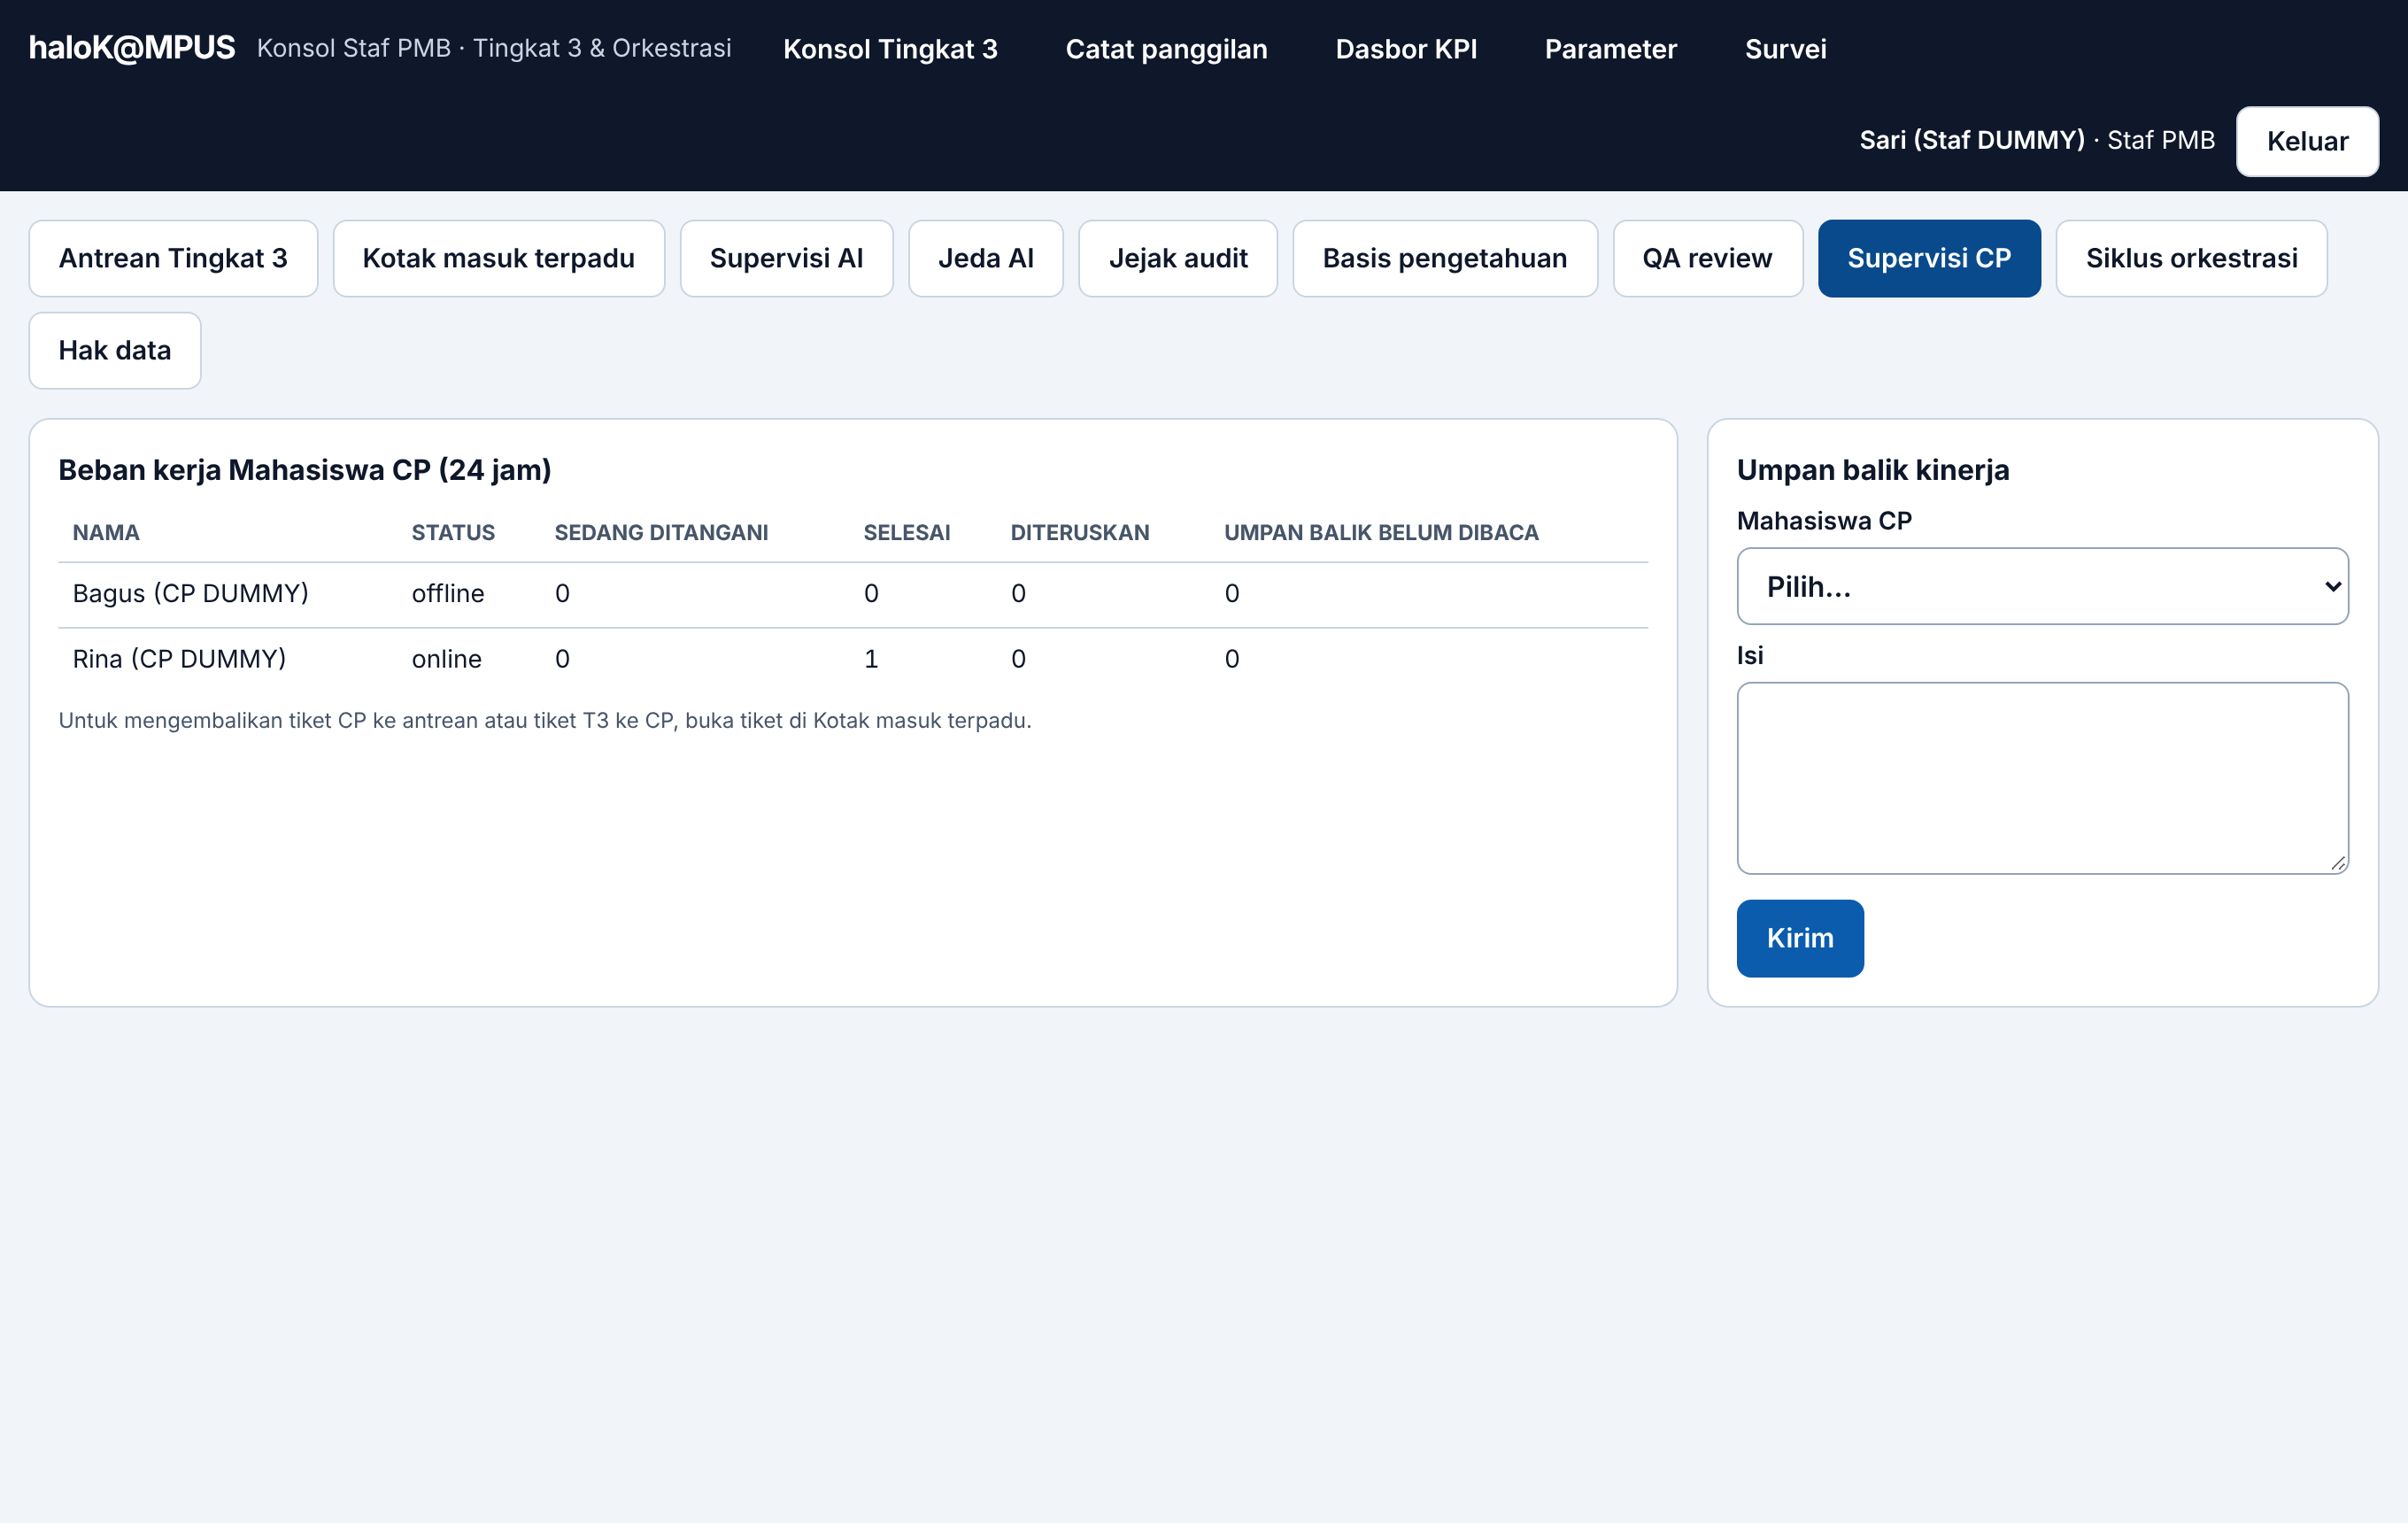 haloK@MPUS Konsol Staf PMB · Tingkat 3 & Orkestrasi Konsol Tingkat 3 Catat panggilan Dasbor KPI Parameter Survei
Sari (Staf DUMMY) · Staf PMB Keluar
Antrean Tingkat 3 Kotak masuk terpadu Supervisi AI Jeda AI Jejak audit Basis pengetahuan QA review Supervisi CP Siklus orkestrasi
Hak data
Beban kerja Mahasiswa CP (24 jam)
NAMA STATUS SEDANG DITANGANI SELESAI DITERUSKAN UMPAN BALIK BELUM DIBACA
Bagus (CP DUMMY) offline 0 0 0 0
Rina (CP DUMMY) online 0 1 0 0
Untuk mengembalikan tiket CP ke antrean atau tiket T3 ke CP, buka tiket di Kotak masuk terpadu.
Umpan balik kinerja
Mahasiswa CP
Pilih...
Isi
Kirim